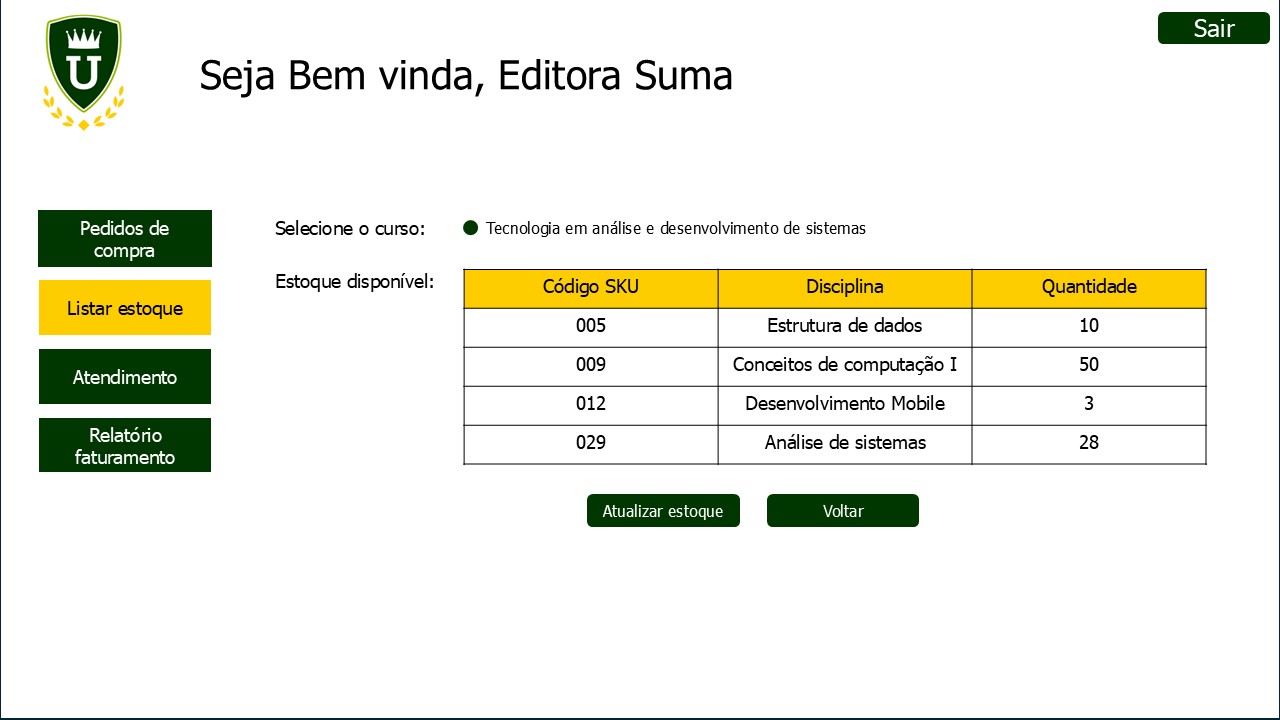 U
Sair
Seja Bem vinda, Editora Suma
Pedidos de
compra
Listar estoque
Atendimento
Relatório
faturamento
Selecione o curso: Tecnologia em análise e desenvolvimento de sistemas
Estoque disponível:
Código SKU Disciplina Quantidade
005 Estrutura de dados 10
009 Conceitos de computação I 50
012 Desenvolvimento Mobile 3
029 Análise de sistemas 28
Atualizar estoque Voltar